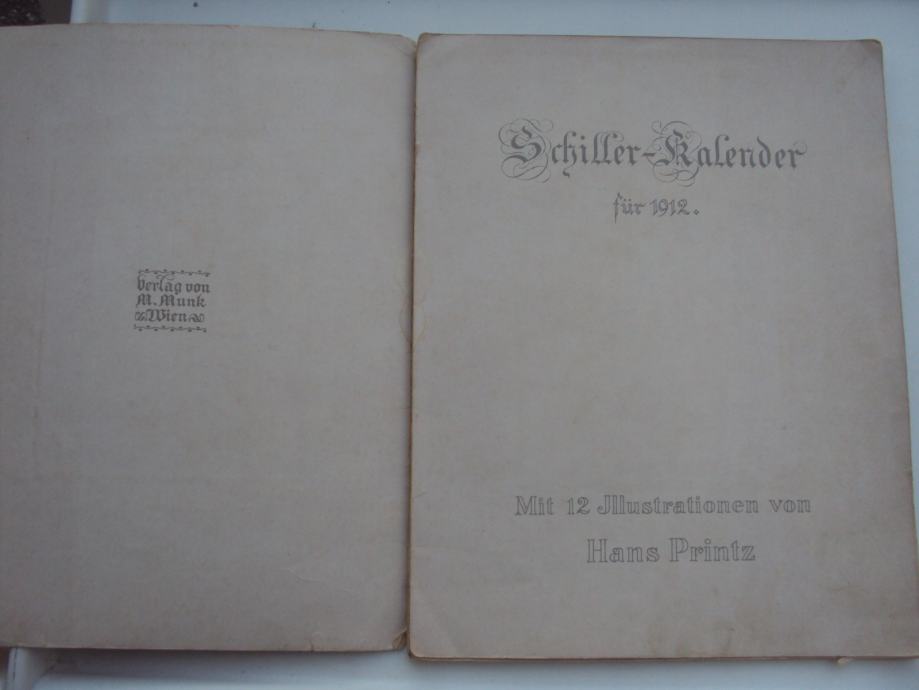 Verlag von
M. Munk
Wien
Schiller-Kalender
für 1912.
Mit 12 Jllustrationen von
Hans Printz